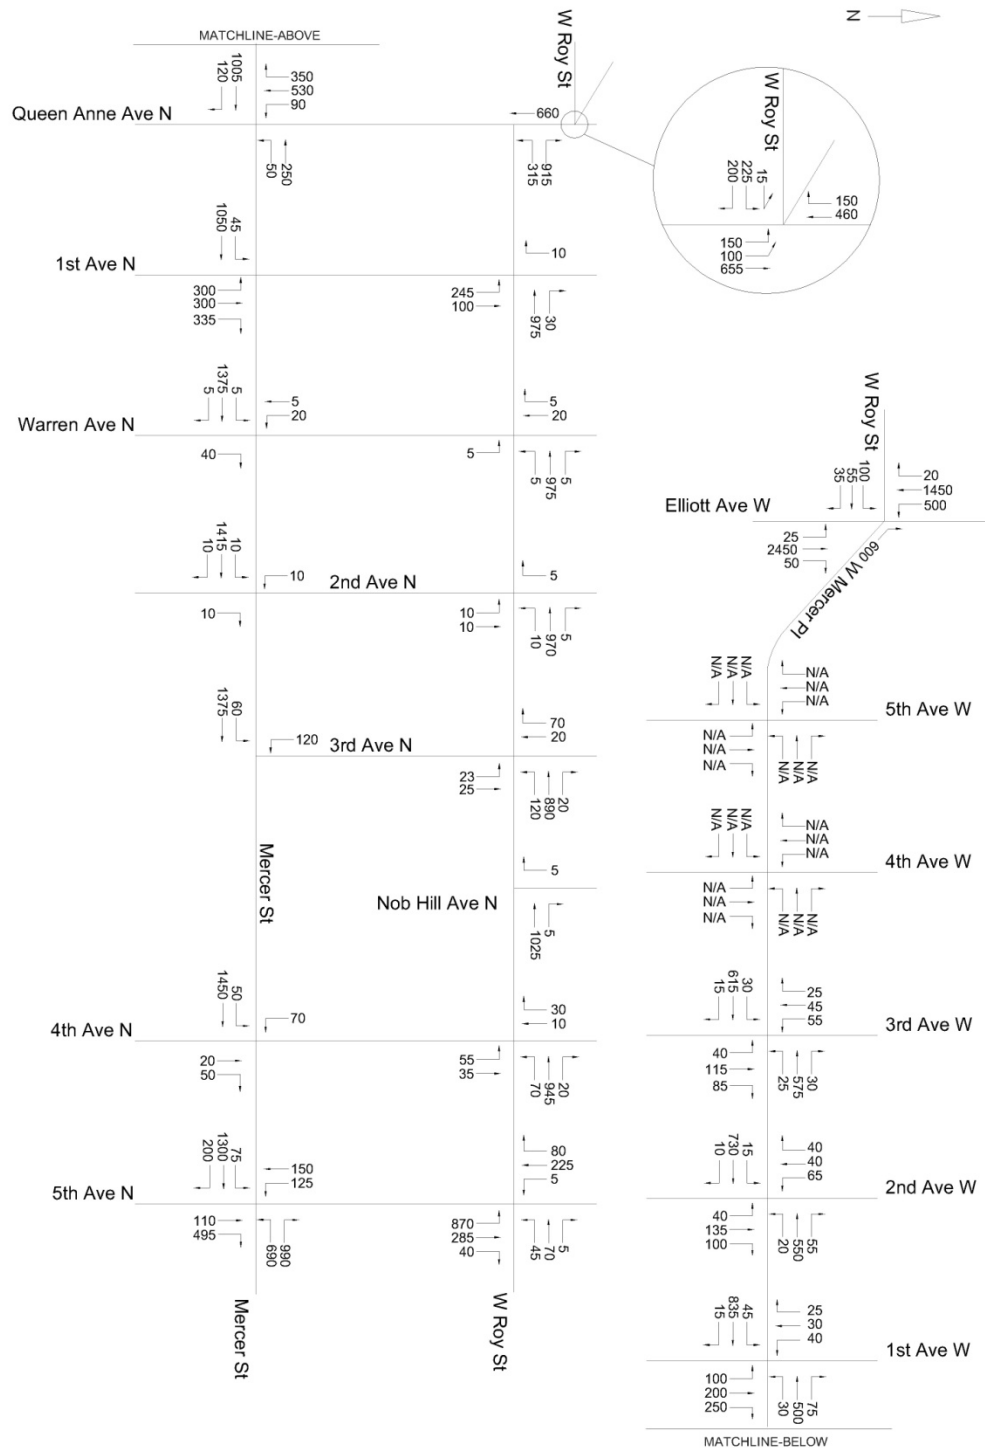 N
MATCHLINE-ABOVE
W Roy St
120
1005
350
530
90
Queen Anne Ave N
660
50
250
315
915
W Roy St
200
225
15
150
460
150
100
655
1050
45
10
1st Ave N
300
300
335
245
100
975
30
5
1375
5
5
20
5
20
Warren Ave N
40
5
5
975
5
W Roy St
35
55
100
20
1450
500
Elliott Ave W
25
2450
50
600 W Mercer Pl
10
1415
10
10
5
2nd Ave N
10
10
10
10
970
5
1375
60
120
70
20
3rd Ave N
23
25
120
890
20
N/A
N/A
N/A
N/A
N/A
N/A
5th Ave W
N/A
N/A
N/A
N/A
N/A
N/A
N/A
N/A
N/A
N/A
N/A
N/A
4th Ave W
N/A
N/A
N/A
N/A
N/A
N/A
Mercer St
5
Nob Hill Ave N
1025
5
1450
50
70
30
10
4th Ave N
20
50
55
35
70
945
20
15
615
30
25
45
55
3rd Ave W
40
115
85
25
575
30
200
1300
75
150
125
80
225
5
5th Ave N
110
495
690
990
870
285
40
45
70
5
Mercer St
W Roy St
10
730
15
40
40
65
2nd Ave W
40
135
100
20
550
55
15
835
45
25
30
40
1st Ave W
100
200
250
30
500
75
MATCHLINE-BELOW